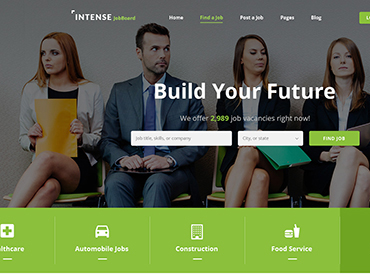 INTENSE JobBoard
Home Find a Job Post a Job Pages Blog
Build Your Future
We offer 2,989 job vacancies right now!
Job title, skills, or company City, or state FIND JOB
lthcare Automobile Jobs Construction Food Service